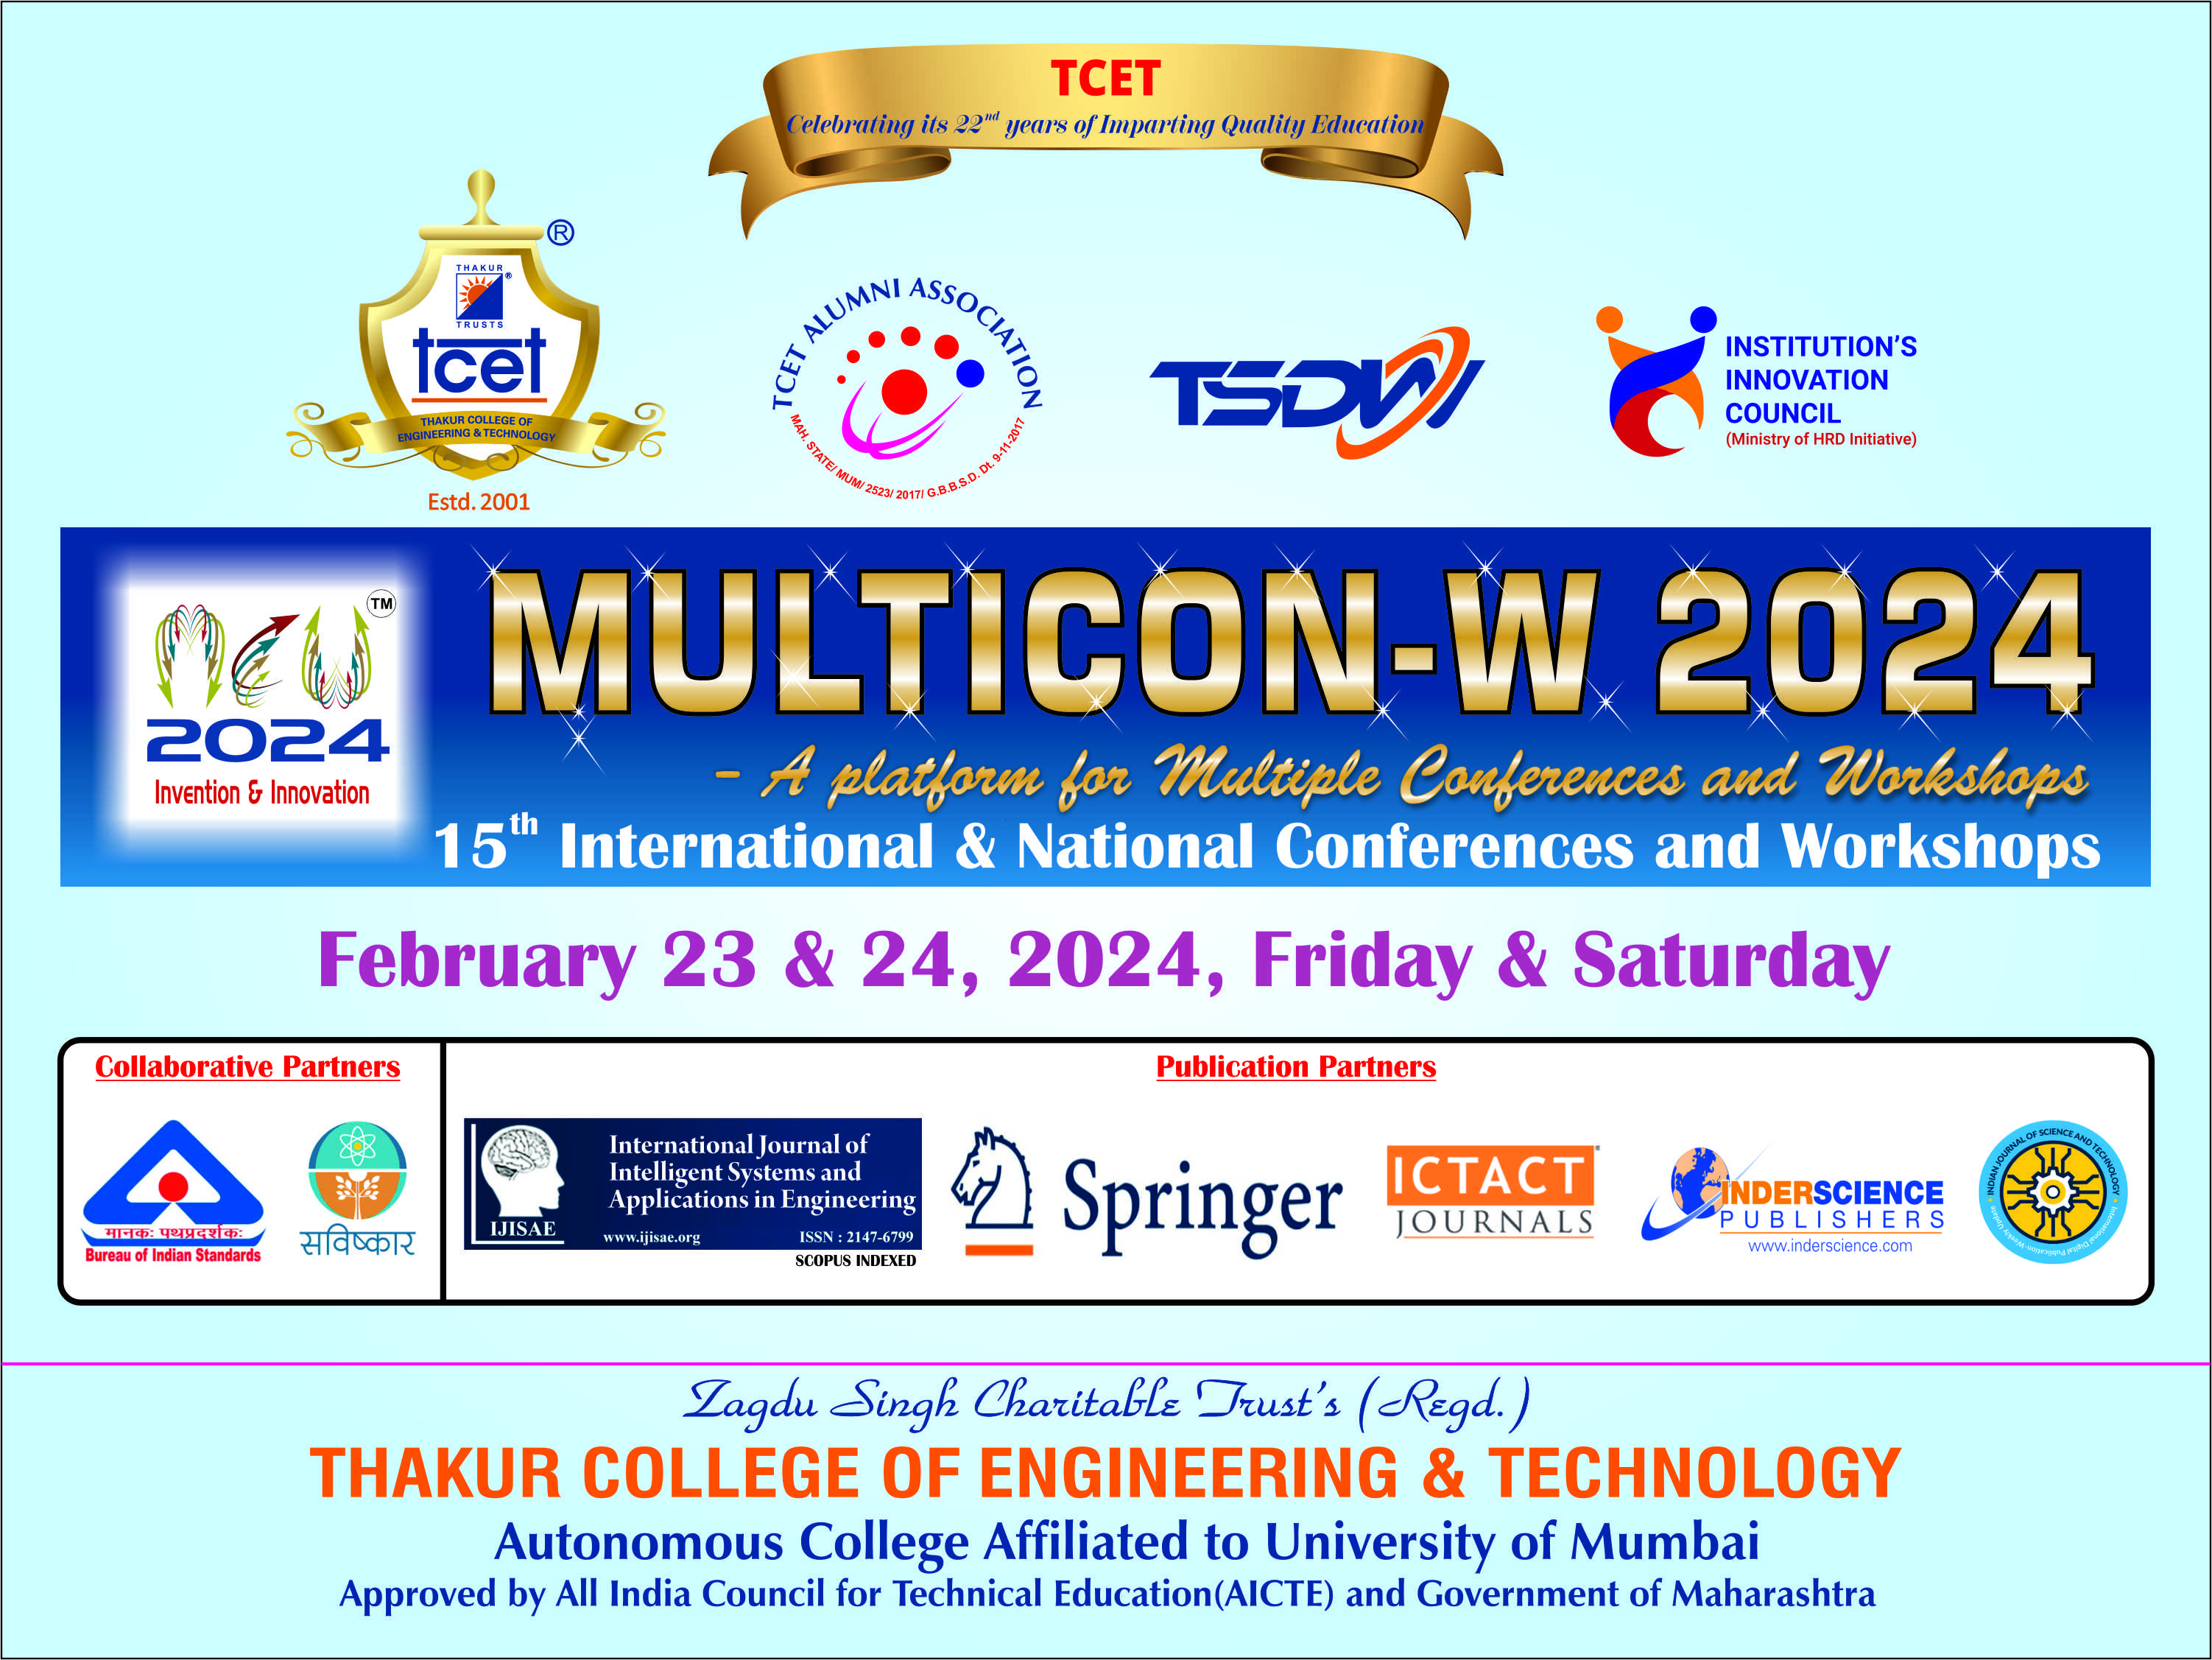 TCET
Celebrating its 22nd years of Imparting Quality Education
®
THAKUR
®
TRUSTS
tcet
THAKUR COLLEGE OF
ENGINEERING & TECHNOLOGY
Estd. 2001
TCET ALUMNI ASSOCIATION
MAH. STATE/ MUM/ 2523/ 2017/ G.B.B.S.D. Dt. 9-11-2017
TSDW
INSTITUTION'S
INNOVATION
COUNCIL
(Ministry of HRD Initiative)
MCW TM
2024
Invention & Innovation
MULTICON-W 2024
- A platform for Multiple Conferences and Workshops
15th International & National Conferences and Workshops
February 23 & 24, 2024, Friday & Saturday
Collaborative Partners
मानकः पथप्रदर्शकः
Bureau of Indian Standards
सविष्कार
Publication Partners
IJISAE
International Journal of
Intelligent Systems and
Applications in Engineering
www.ijisae.org ISSN : 2147-6799
SCOPUS INDEXED
Springer
ICTACT
JOURNALS
INDERSCIENCE
PUBLISHERS
www.inderscience.com
INDIAN JOURNAL OF SCIENCE AND TECHNOLOGY
International Digital Publication-Weekly Update
Zagdu Singh Charitable Trust's (Regd.)
THAKUR COLLEGE OF ENGINEERING & TECHNOLOGY
Autonomous College Affiliated to University of Mumbai
Approved by All India Council for Technical Education(AICTE) and Government of Maharashtra